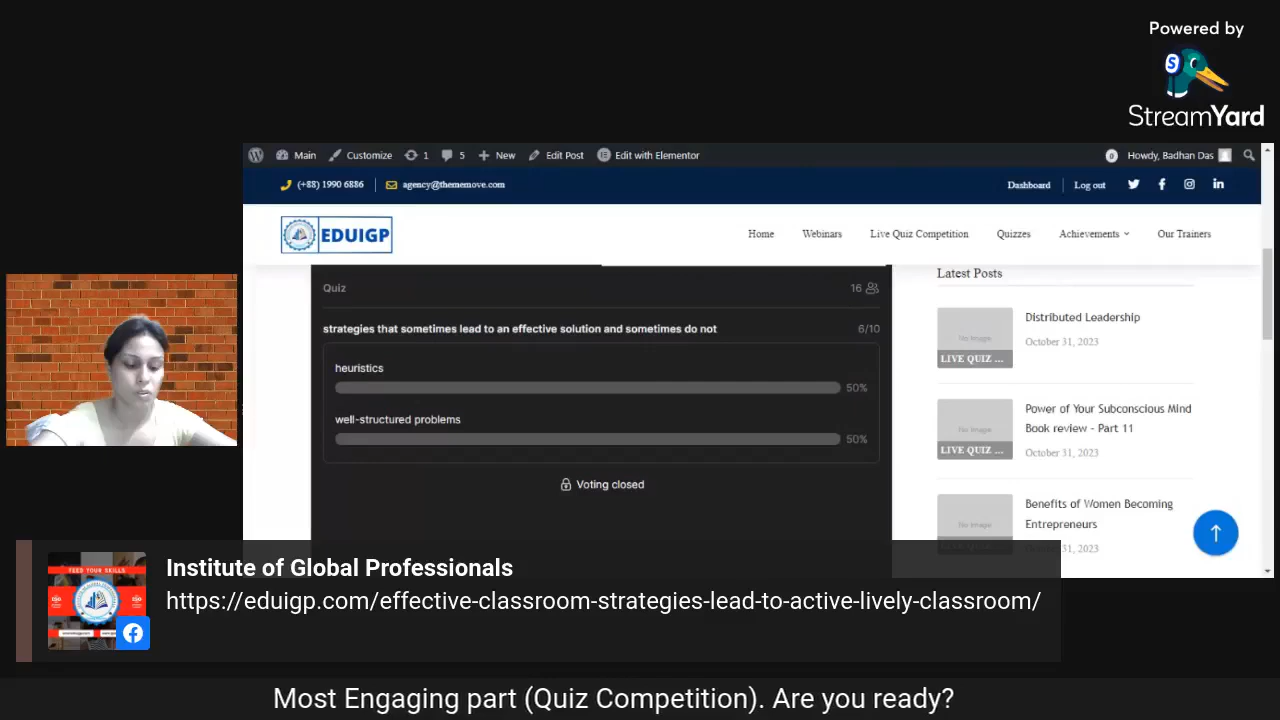 Powered by
StreamYard
Main Customize 1 5 New Edit Post Edit with Elementor 0 Howdy, Badhan Das
(+88) 1990 6886 agency@thememove.com Dashboard Log out
EDUIGP Home Webinars Live Quiz Competition Quizzes Achievements Our Trainers
Quiz 16
strategies that sometimes lead to an effective solution and sometimes do not 6/10
heuristics
50%
well-structured problems
50%
Voting closed
Latest Posts
No Image
LIVE QUIZ ...
Distributed Leadership
October 31, 2023
No Image
LIVE QUIZ ...
Power of Your Subconscious Mind
Book review - Part 11
October 31, 2023
No Image
Benefits of Women Becoming
Entrepreneurs
31, 2023
FEED YOUR SKILLS
Institute of Global Professionals
https://eduigp.com/effective-classroom-strategies-lead-to-active-lively-classroom/
Most Engaging part (Quiz Competition). Are you ready?